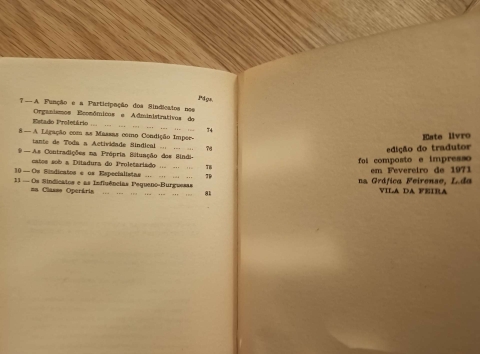 Págs.
7 — A Função e a Participação dos Sindicatos nos
Organismos Económicos e Administrativos do
Estado Proletário ... ... ... ... ... ... ... 74
8 — A Ligação com as Massas como Condição Impor-
tante de Toda a Actividade Sindical ... ... 76
9 — As Contradições na Própria Situação dos Sindi-
catos sob a Ditadura do Proletariado ... ... 78
10 — Os Sindicatos e os Especialistas ... ... ... ... 79
11 — Os Sindicatos e as Influências Pequeno-Burguesas
na Classe Operária ... ... ... ... ... ... ... 81
Este livro
edição do tradutor
foi composto e impresso
em Fevereiro de 1971
na Gráfica Feirense, L.da
VILA DA FEIRA